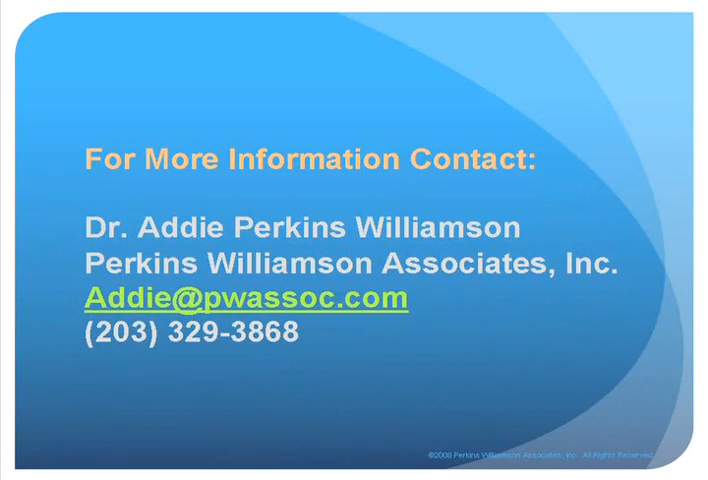 For More Information Contact:
Dr. Addie Perkins Williamson
Perkins Williamson Associates, Inc.
Addie@pwassoc.com
(203) 329-3868
Perkins Williamson Associates, Inc. All Rights Reserved.